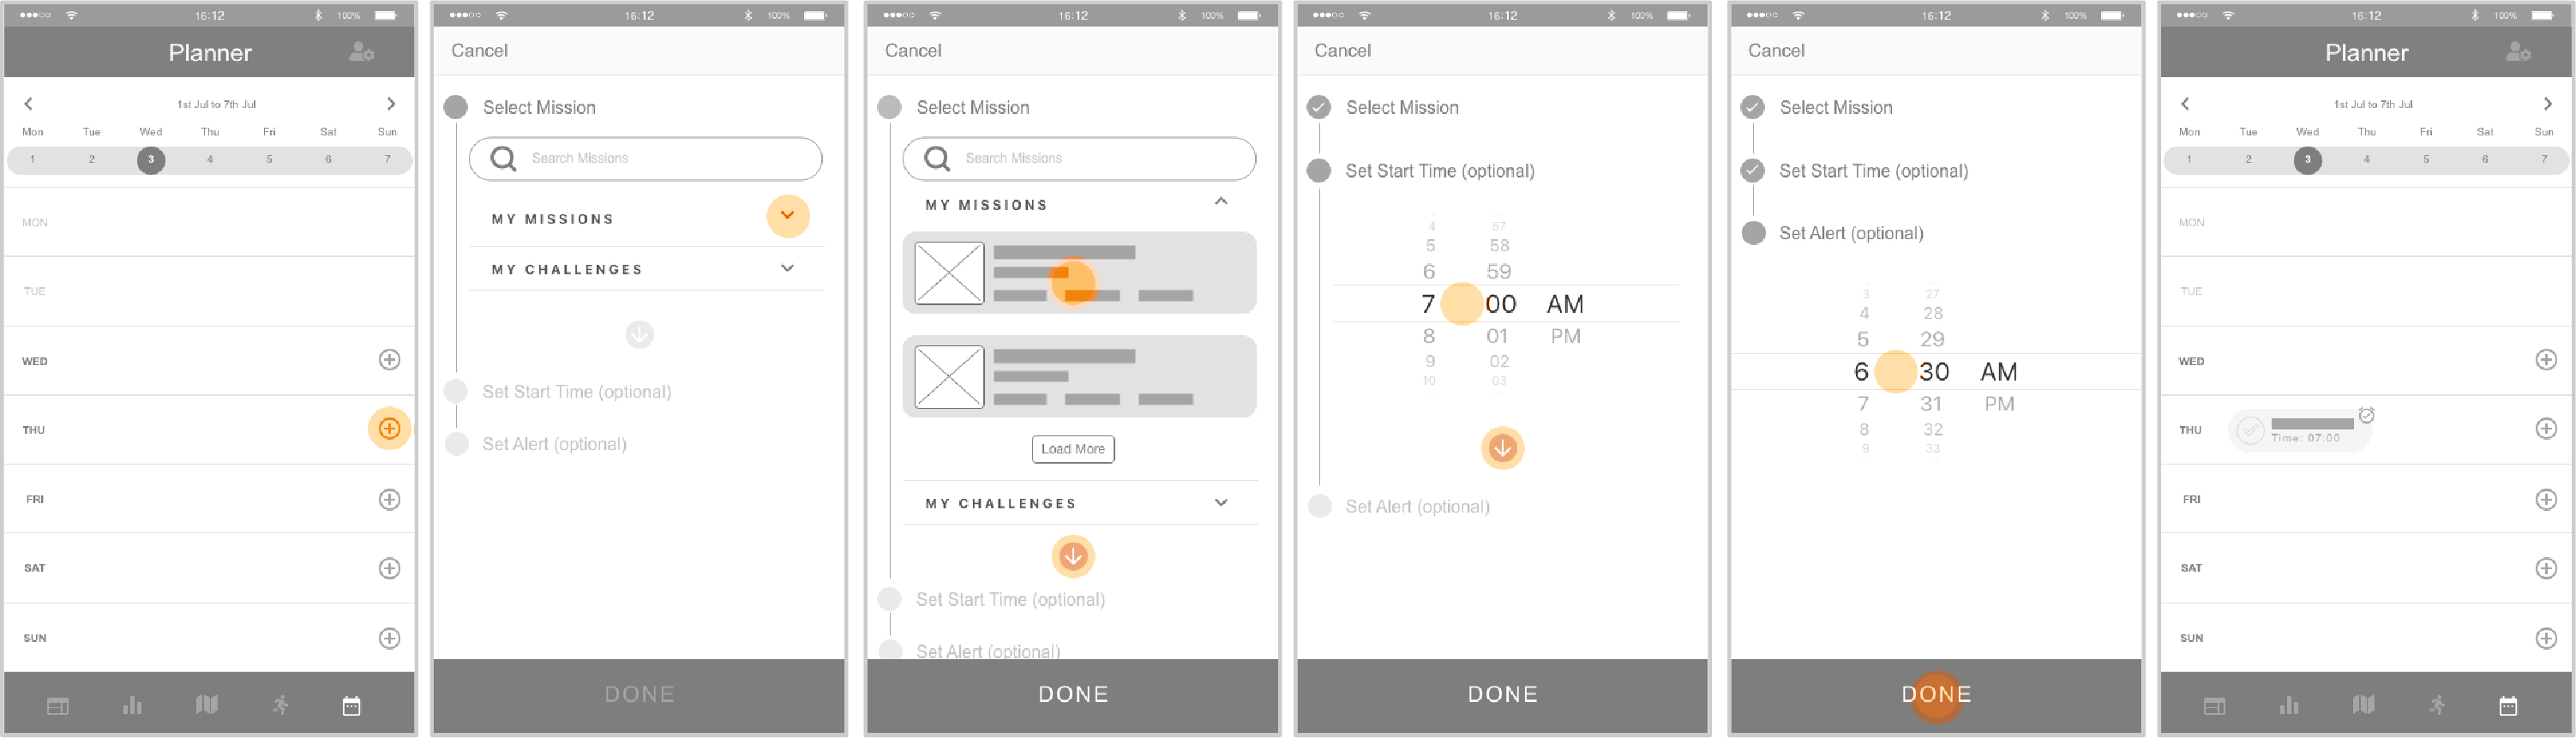 16:12 100%
Planner
1st Jul to 7th Jul
Mon Tue Wed Thu Fri Sat Sun
1 2 3 4 5 6 7
MON
TUE
WED
THU
FRI
SAT
SUN
16:12 100%
Cancel
Select Mission
Search Missions
MY MISSIONS
MY CHALLENGES
Set Start Time (optional)
Set Alert (optional)
DONE
16:12 100%
Cancel
Select Mission
Search Missions
MY MISSIONS
Load More
MY CHALLENGES
Set Start Time (optional)
Set Alert (optional)
DONE
16:12 100%
Cancel
Select Mission
Set Start Time (optional)
4 57
5 58
6 59
7 00 AM
8 01 PM
9 02
10 03
Set Alert (optional)
DONE
16:12 100%
Cancel
Select Mission
Set Start Time (optional)
Set Alert (optional)
3 27
4 28
5 29
6 30 AM
7 31 PM
8 32
9 33
DONE
16:12 100%
Planner
1st Jul to 7th Jul
Mon Tue Wed Thu Fri Sat Sun
1 2 3 4 5 6 7
MON
TUE
WED
THU
Time: 07:00
FRI
SAT
SUN